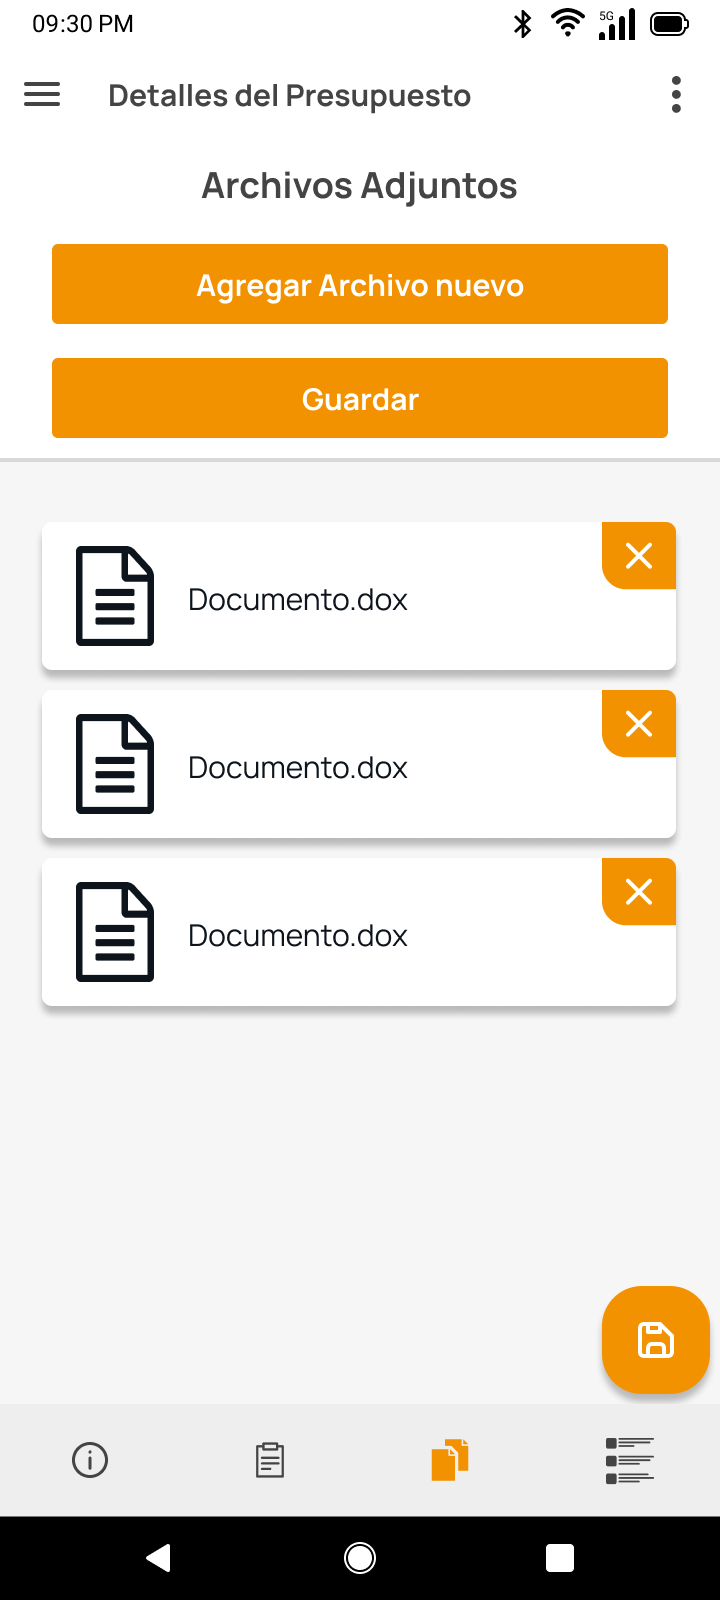 09:30 PM
5G
Detalles del Presupuesto
Archivos Adjuntos
Agregar Archivo nuevo
Guardar
Documento.dox
Documento.dox
Documento.dox